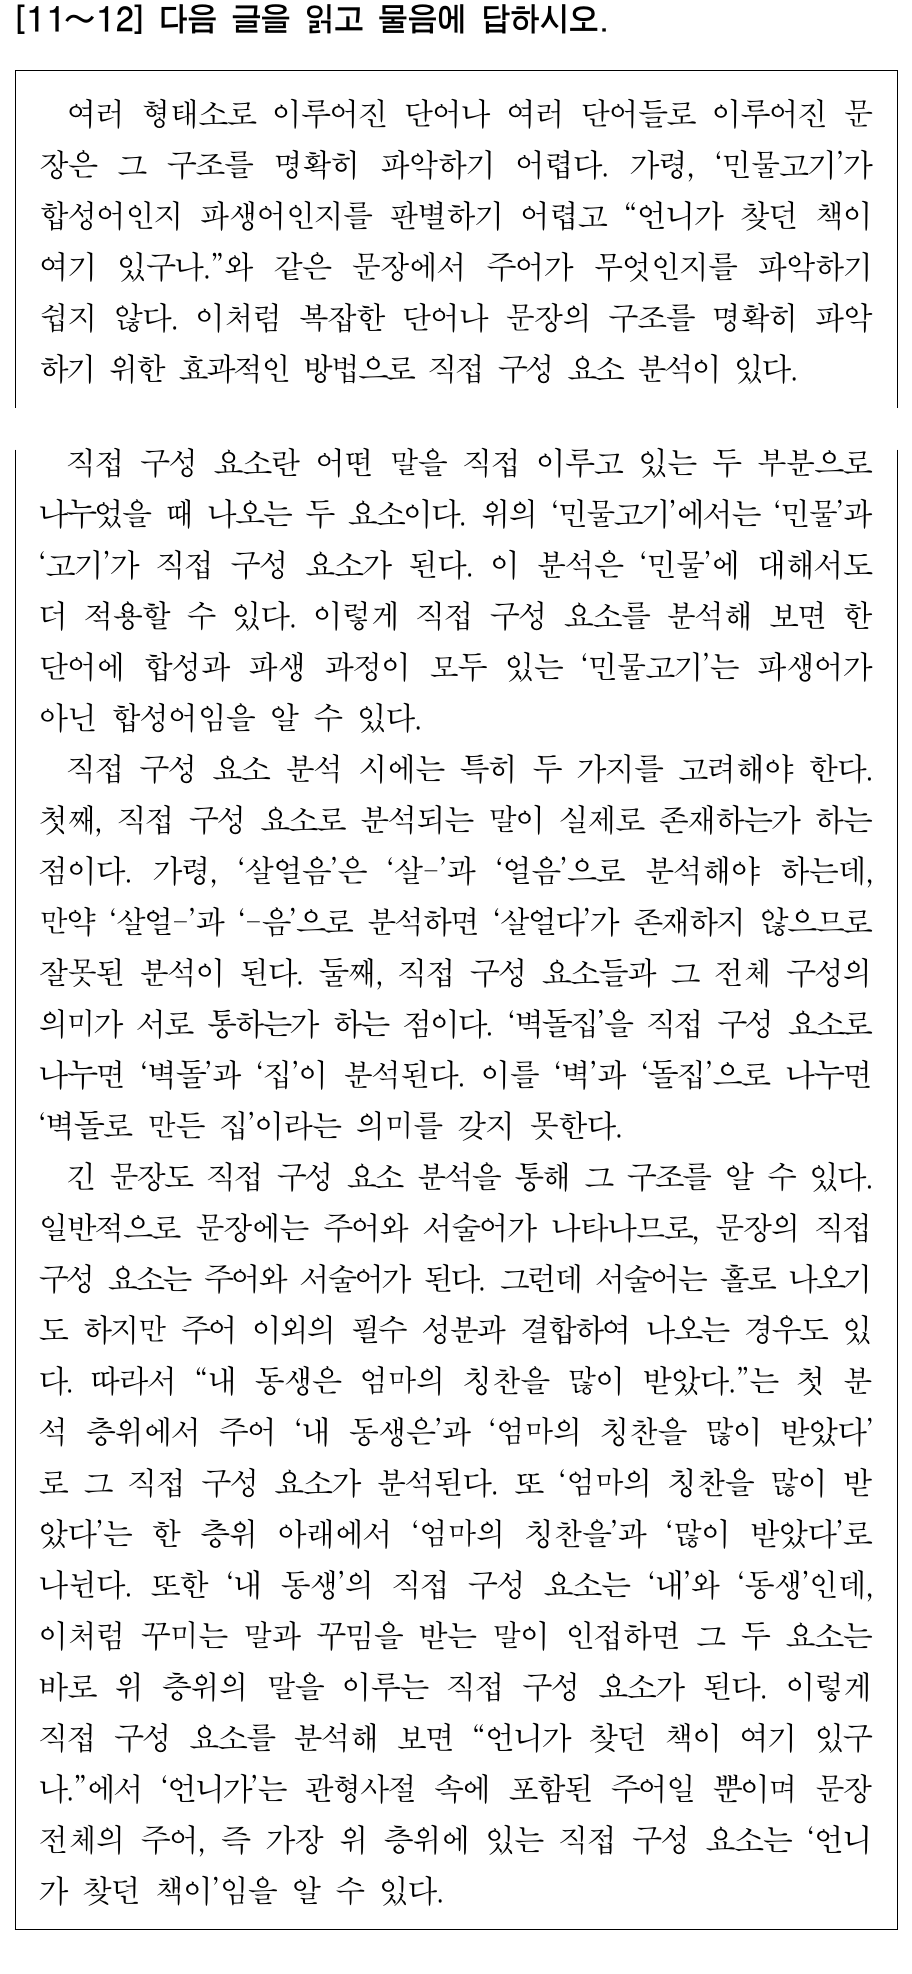 [11～12] 다음 글을 읽고 물음에 답하시오.
여러 형태소로 이루어진 단어나 여러 단어들로 이루어진 문
장은 그 구조를 명확히 파악하기 어렵다. 가령, ‘민물고기’가
합성어인지 파생어인지를 판별하기 어렵고 “언니가 찾던 책이
여기 있구나.”와 같은 문장에서 주어가 무엇인지를 파악하기
쉽지 않다. 이처럼 복잡한 단어나 문장의 구조를 명확히 파악
하기 위한 효과적인 방법으로 직접 구성 요소 분석이 있다.
직접 구성 요소란 어떤 말을 직접 이루고 있는 두 부분으로
나누었을 때 나오는 두 요소이다. 위의 ‘민물고기’에서는 ‘민물’과
‘고기’가 직접 구성 요소가 된다. 이 분석은 ‘민물’에 대해서도
더 적용할 수 있다. 이렇게 직접 구성 요소를 분석해 보면 한
단어에 합성과 파생 과정이 모두 있는 ‘민물고기’는 파생어가
아닌 합성어임을 알 수 있다.
직접 구성 요소 분석 시에는 특히 두 가지를 고려해야 한다.
첫째, 직접 구성 요소로 분석되는 말이 실제로 존재하는가 하는
점이다. 가령, ‘살얼음’은 ‘살-’과 ‘얼음’으로 분석해야 하는데,
만약 ‘살얼-’과 ‘-음’으로 분석하면 ‘살얼다’가 존재하지 않으므로
잘못된 분석이 된다. 둘째, 직접 구성 요소들과 그 전체 구성의
의미가 서로 통하는가 하는 점이다. ‘벽돌집’을 직접 구성 요소로
나누면 ‘벽돌’과 ‘집’이 분석된다. 이를 ‘벽’과 ‘돌집’으로 나누면
‘벽돌로 만든 집’이라는 의미를 갖지 못한다.
긴 문장도 직접 구성 요소 분석을 통해 그 구조를 알 수 있다.
일반적으로 문장에는 주어와 서술어가 나타나므로, 문장의 직접
구성 요소는 주어와 서술어가 된다. 그런데 서술어는 홀로 나오기
도 하지만 주어 이외의 필수 성분과 결합하여 나오는 경우도 있
다. 따라서 “내 동생은 엄마의 칭찬을 많이 받았다.”는 첫 분
석 층위에서 주어 ‘내 동생은’과 ‘엄마의 칭찬을 많이 받았다’
로 그 직접 구성 요소가 분석된다. 또 ‘엄마의 칭찬을 많이 받
았다’는 한 층위 아래에서 ‘엄마의 칭찬을’과 ‘많이 받았다’로
나뉜다. 또한 ‘내 동생’의 직접 구성 요소는 ‘내’와 ‘동생’인데,
이처럼 꾸미는 말과 꾸밈을 받는 말이 인접하면 그 두 요소는
바로 위 층위의 말을 이루는 직접 구성 요소가 된다. 이렇게
직접 구성 요소를 분석해 보면 “언니가 찾던 책이 여기 있구
나.”에서 ‘언니가’는 관형사절 속에 포함된 주어일 뿐이며 문장
전체의 주어, 즉 가장 위 층위에 있는 직접 구성 요소는 ‘언니
가 찾던 책이’임을 알 수 있다.